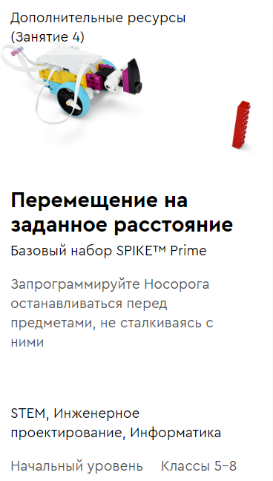 Дополнительные ресурсы
(Занятие 4)
Перемещение на
заданное расстояние
Базовый набор SPIKE™ Prime
Запрограммируйте Носорога
останавливаться перед
предметами, не сталкиваясь с
ними
STEM, Инженерное
проектирование, Информатика
Начальный уровень Классы 5-8